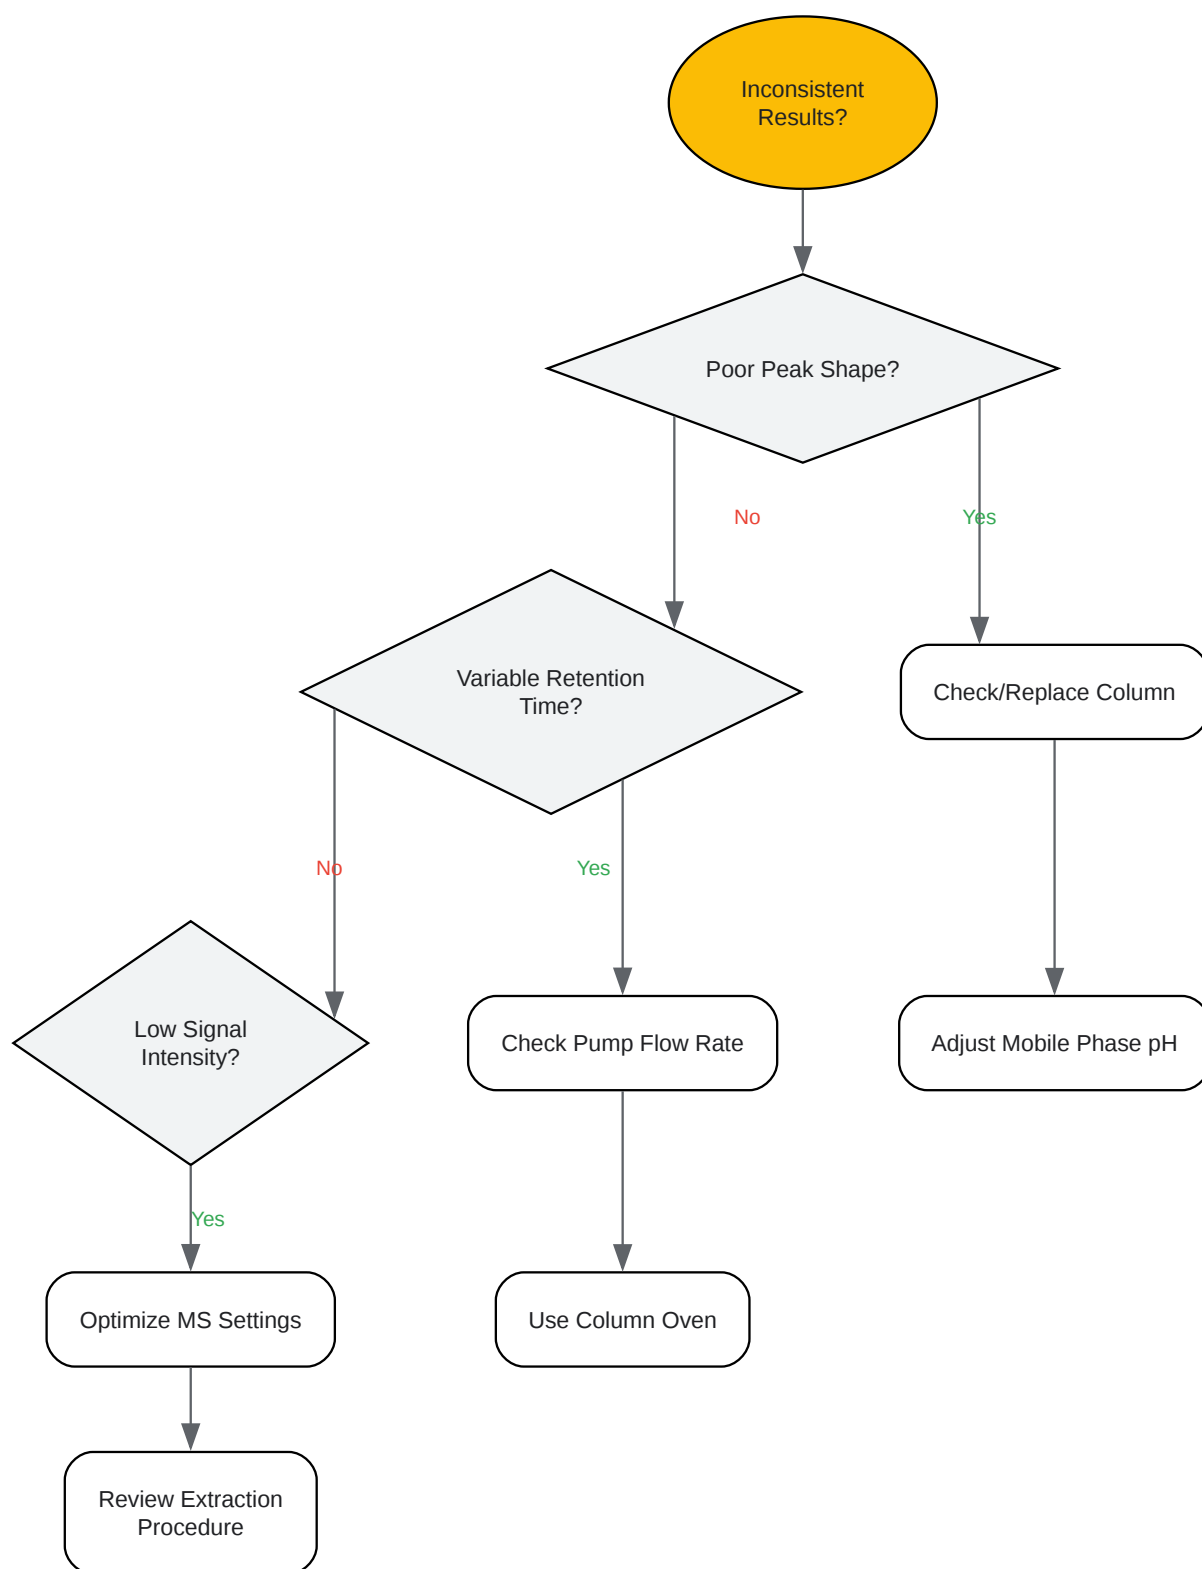 Inconsistent
Results?
Poor Peak Shape?
No
Yes
Variable Retention
Time?
Check/Replace Column
No
Yes
Low Signal
Intensity?
Check Pump Flow Rate
Adjust Mobile Phase pH
Yes
Optimize MS Settings
Use Column Oven
Review Extraction
Procedure